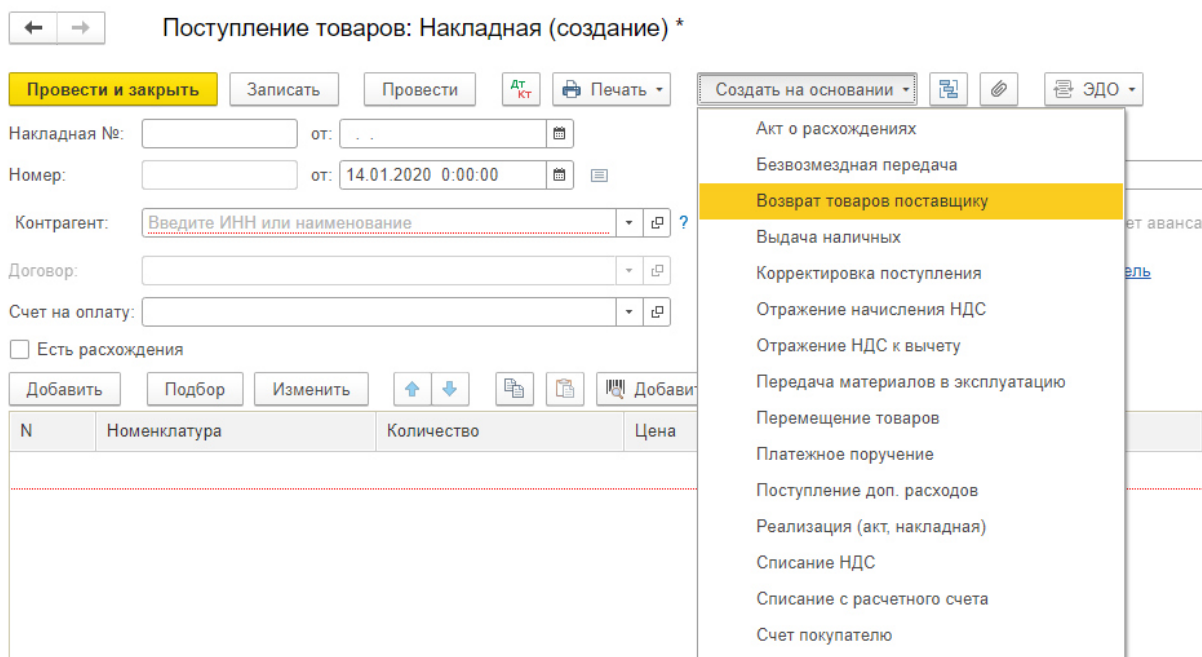 Поступление товаров: Накладная (создание) *
Провести и закрыть Записать Провести Дт Кт Печать Создать на основании ЭДО
Накладная №: от: . .
Номер: от: 14.01.2020 0:00:00
Контрагент: Введите ИНН или наименование ? ет аванса
Договор: ель
Счет на оплату:
Есть расхождения
Добавить Подбор Изменить Добавит
N Номенклатура Количество Цена
Акт о расхождениях
Безвозмездная передача
Возврат товаров поставщику
Выдача наличных
Корректировка поступления
Отражение начисления НДС
Отражение НДС к вычету
Передача материалов в эксплуатацию
Перемещение товаров
Платежное поручение
Поступление доп. расходов
Реализация (акт, накладная)
Списание НДС
Списание с расчетного счета
Счет покупателю